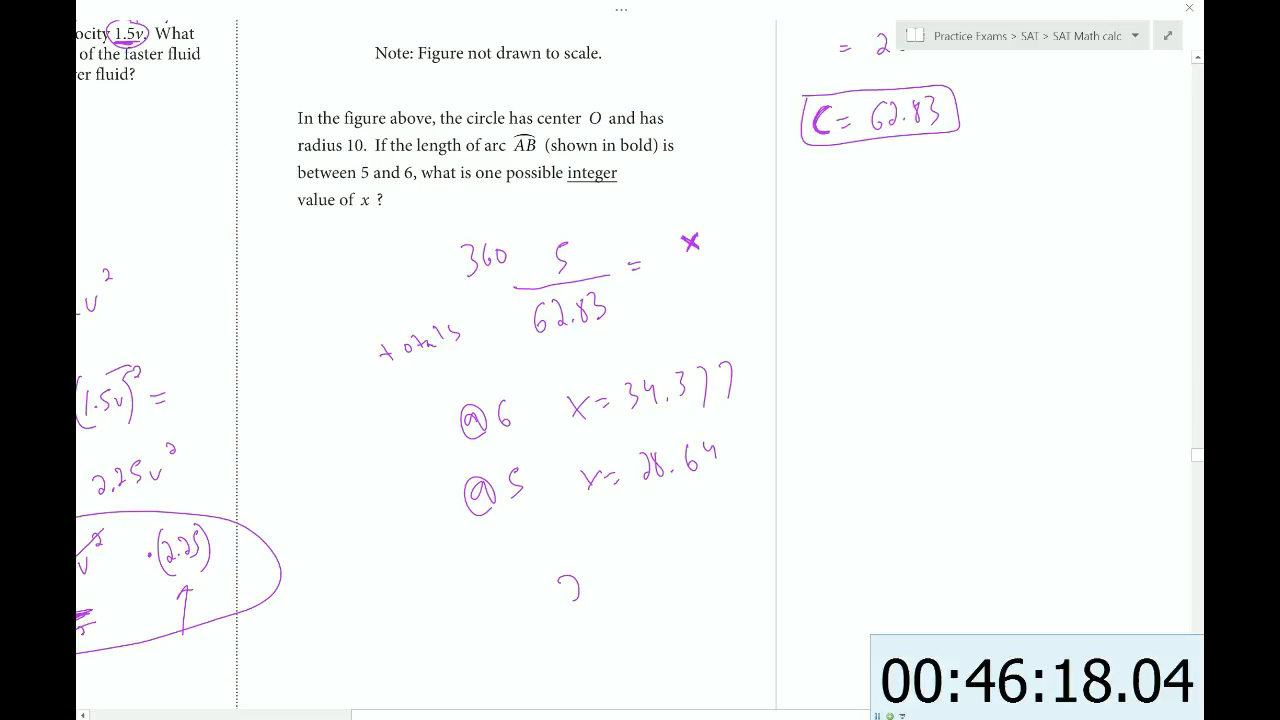 ocity 1.5v. What
of the faster fluid
er fluid?
v²
(1.5v)² =
2.25v²
v² · (2.25)
Note: Figure not drawn to scale.
In the figure above, the circle has center O and has
radius 10. If the length of arc AB (shown in bold) is
between 5 and 6, what is one possible integer
value of x ?
360 5/62.83 = x
totals
@ 6 x = 34.377
@ 5 x = 28.64
Practice Exams > SAT > SAT Math calc
= 2.
C = 62.83
00:46:18.04